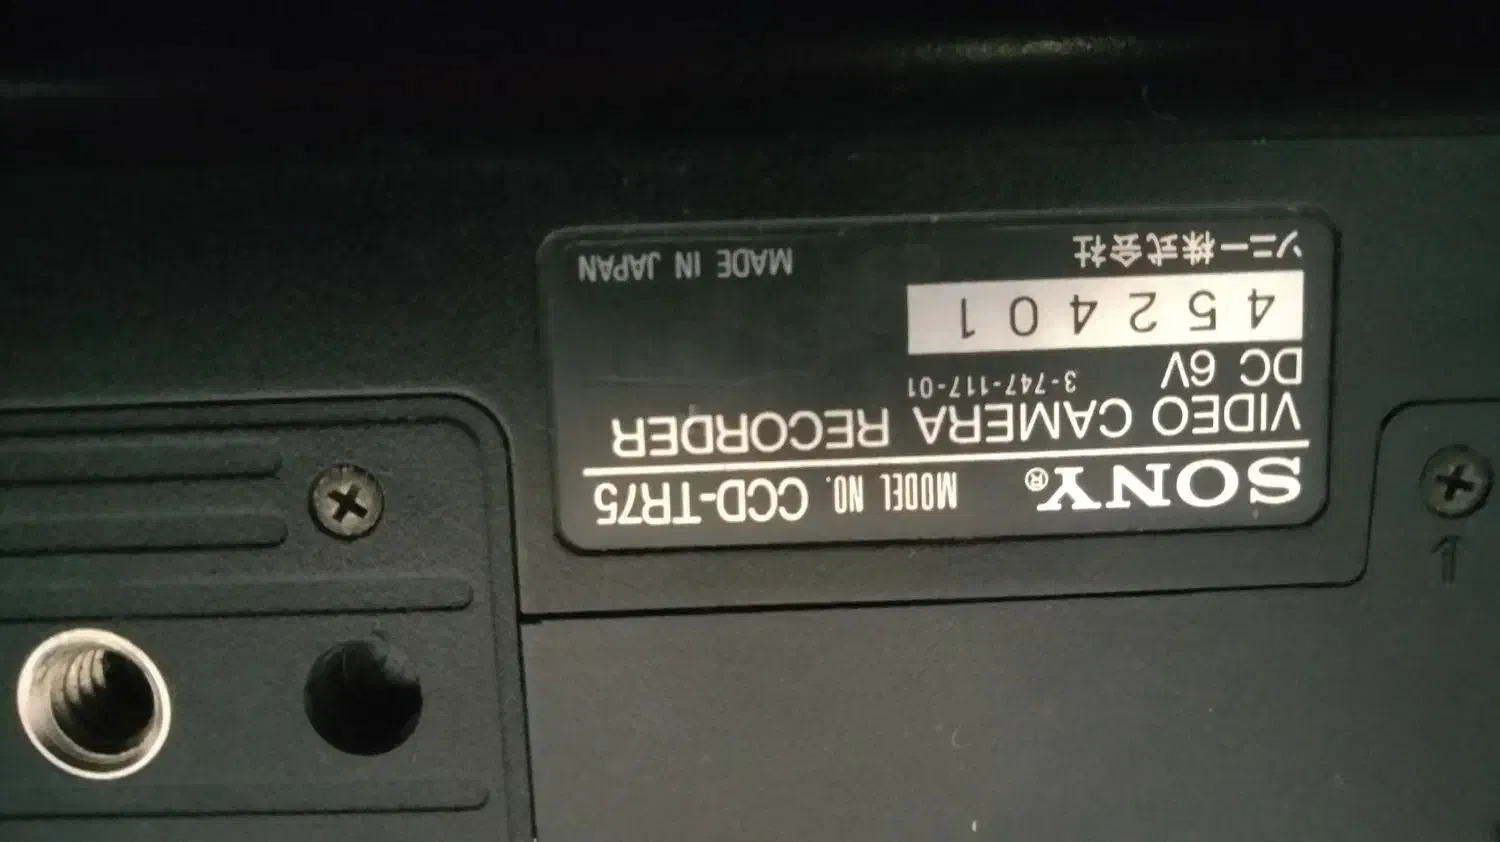 SONY® MODEL NO. CCD-TR75
VIDEO CAMERA RECORDER
DC 6V 3-747-117-01
452401
ソニー株式会社 MADE IN JAPAN